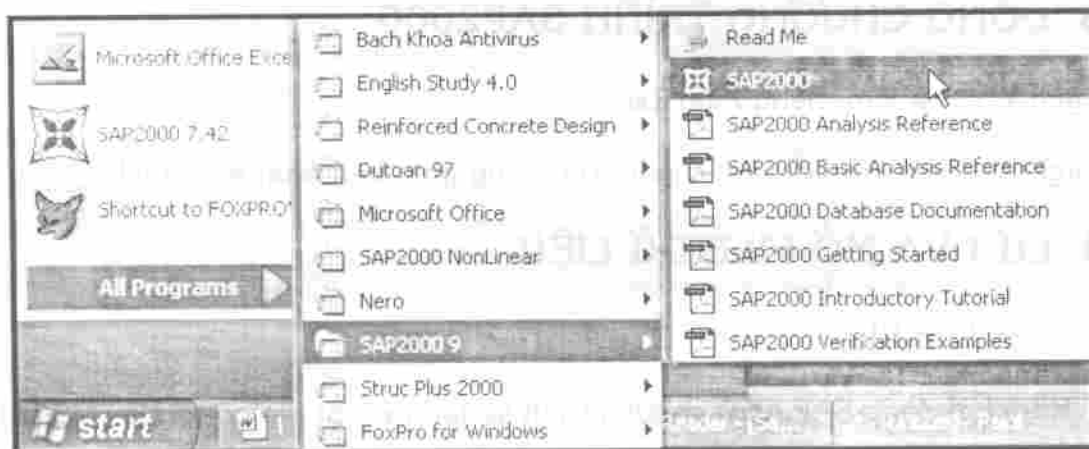 Microsoft Office Exce
SAP2000 7.42
Shortcut to FOXPRO
All Programs
start
Bach Khoa Antivirus
English Study 4.0
Reinforced Concrete Design
Dutoan 97
Microsoft Office
SAP2000 NonLinear
Nero
SAP2000 9
Struc Plus 2000
FoxPro for Windows
Read Me
SAP2000
SAP2000 Analysis Reference
SAP2000 Basic Analysis Reference
SAP2000 Database Documentation
SAP2000 Getting Started
SAP2000 Introductory Tutorial
SAP2000 Verification Examples